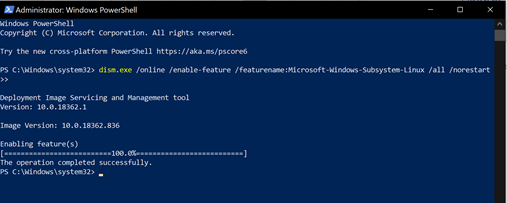 Administrator: Windows PowerShell
Windows PowerShell
Copyright (C) Microsoft Corporation. All rights reserved.
Try the new cross-platform PowerShell https://aka.ms/pscore6
PS C:\Windows\system32> dism.exe /online /enable-feature /featurename:Microsoft-Windows-Subsystem-Linux /all /norestart
>>
Deployment Image Servicing and Management tool
Version: 10.0.18362.1
Image Version: 10.0.18362.836
Enabling feature(s)
[==========================100.0%==========================]
The operation completed successfully.
PS C:\Windows\system32> _